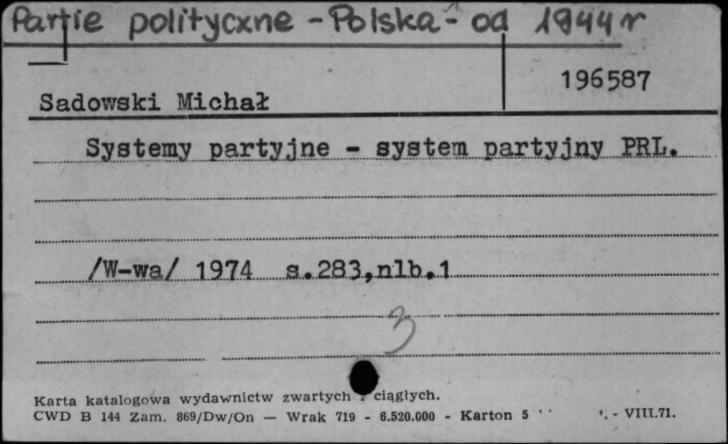 Partie polityczne - Polska - od 1944 r
196587
Sadowski Michał
Systemy partyjne - system partyjny PRL.
/W-wa/ 1974 s.283,nlb.1
3
Karta katalogowa wydawnictw zwartych i ciągłych.
CWD B 144 Zam. 869/Dw/On — Wrak 719 - 6.520.000 - Karton 5 - VIII.71.